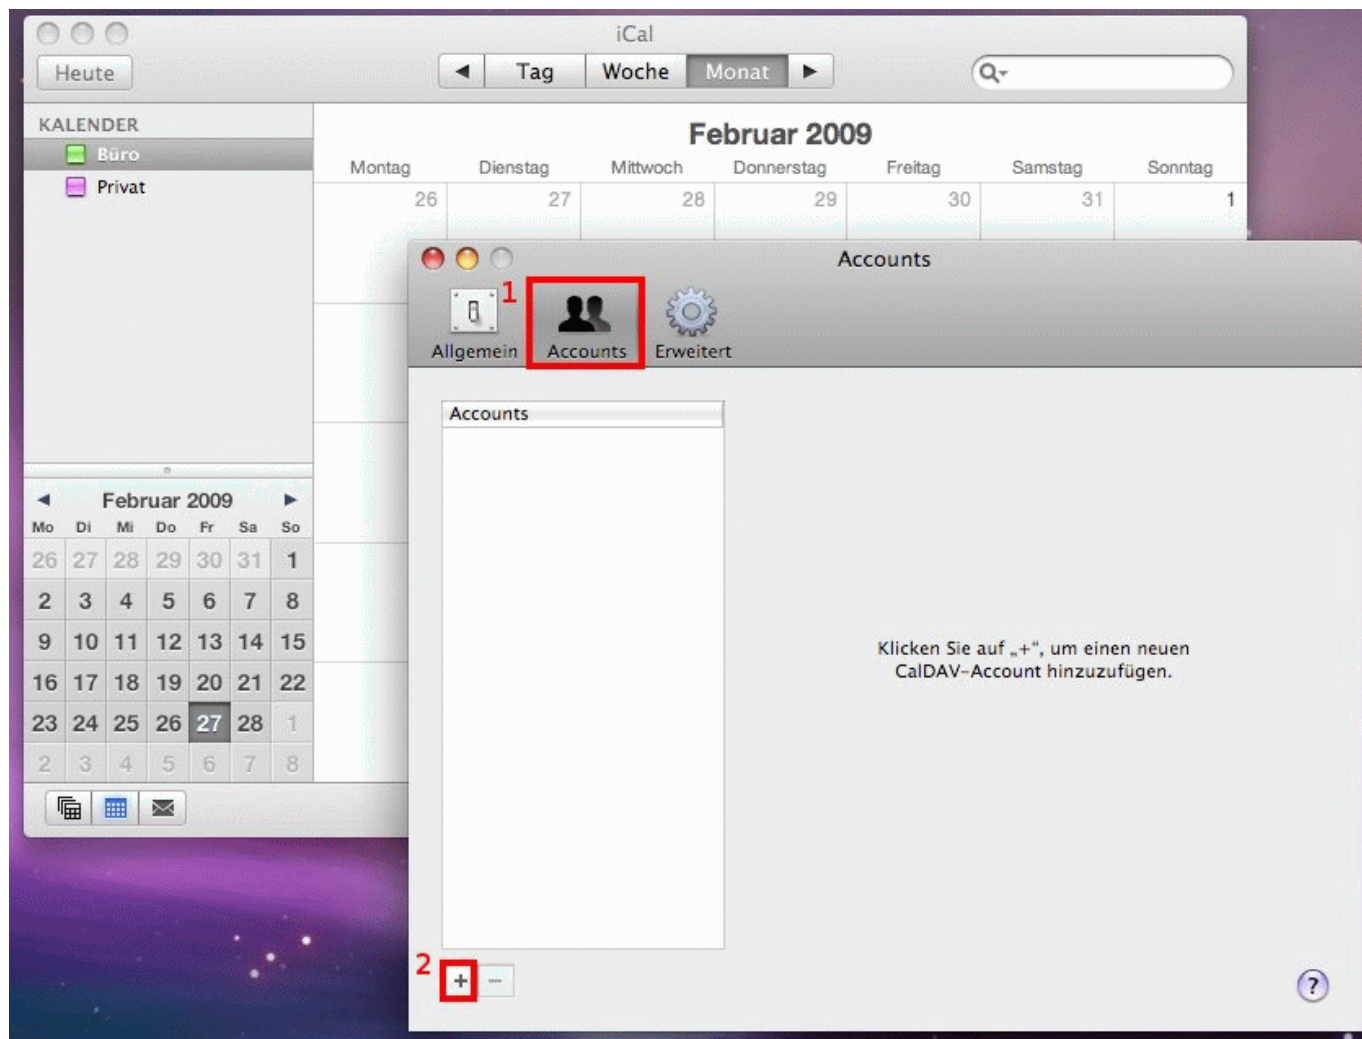 iCal
Heute
Tag Woche Monat
KALENDER
Büro
Privat
Februar 2009
Montag Dienstag Mittwoch Donnerstag Freitag Samstag Sonntag
26 27 28 29 30 31 1
Accounts
1
Allgemein Accounts Erweitert
Accounts
Februar 2009
Mo Di Mi Do Fr Sa So
26 27 28 29 30 31 1
2 3 4 5 6 7 8
9 10 11 12 13 14 15
16 17 18 19 20 21 22
23 24 25 26 27 28 1
2 3 4 5 6 7 8
Klicken Sie auf „+“, um einen neuen
CalDAV-Account hinzuzufügen.
2
+ −
?